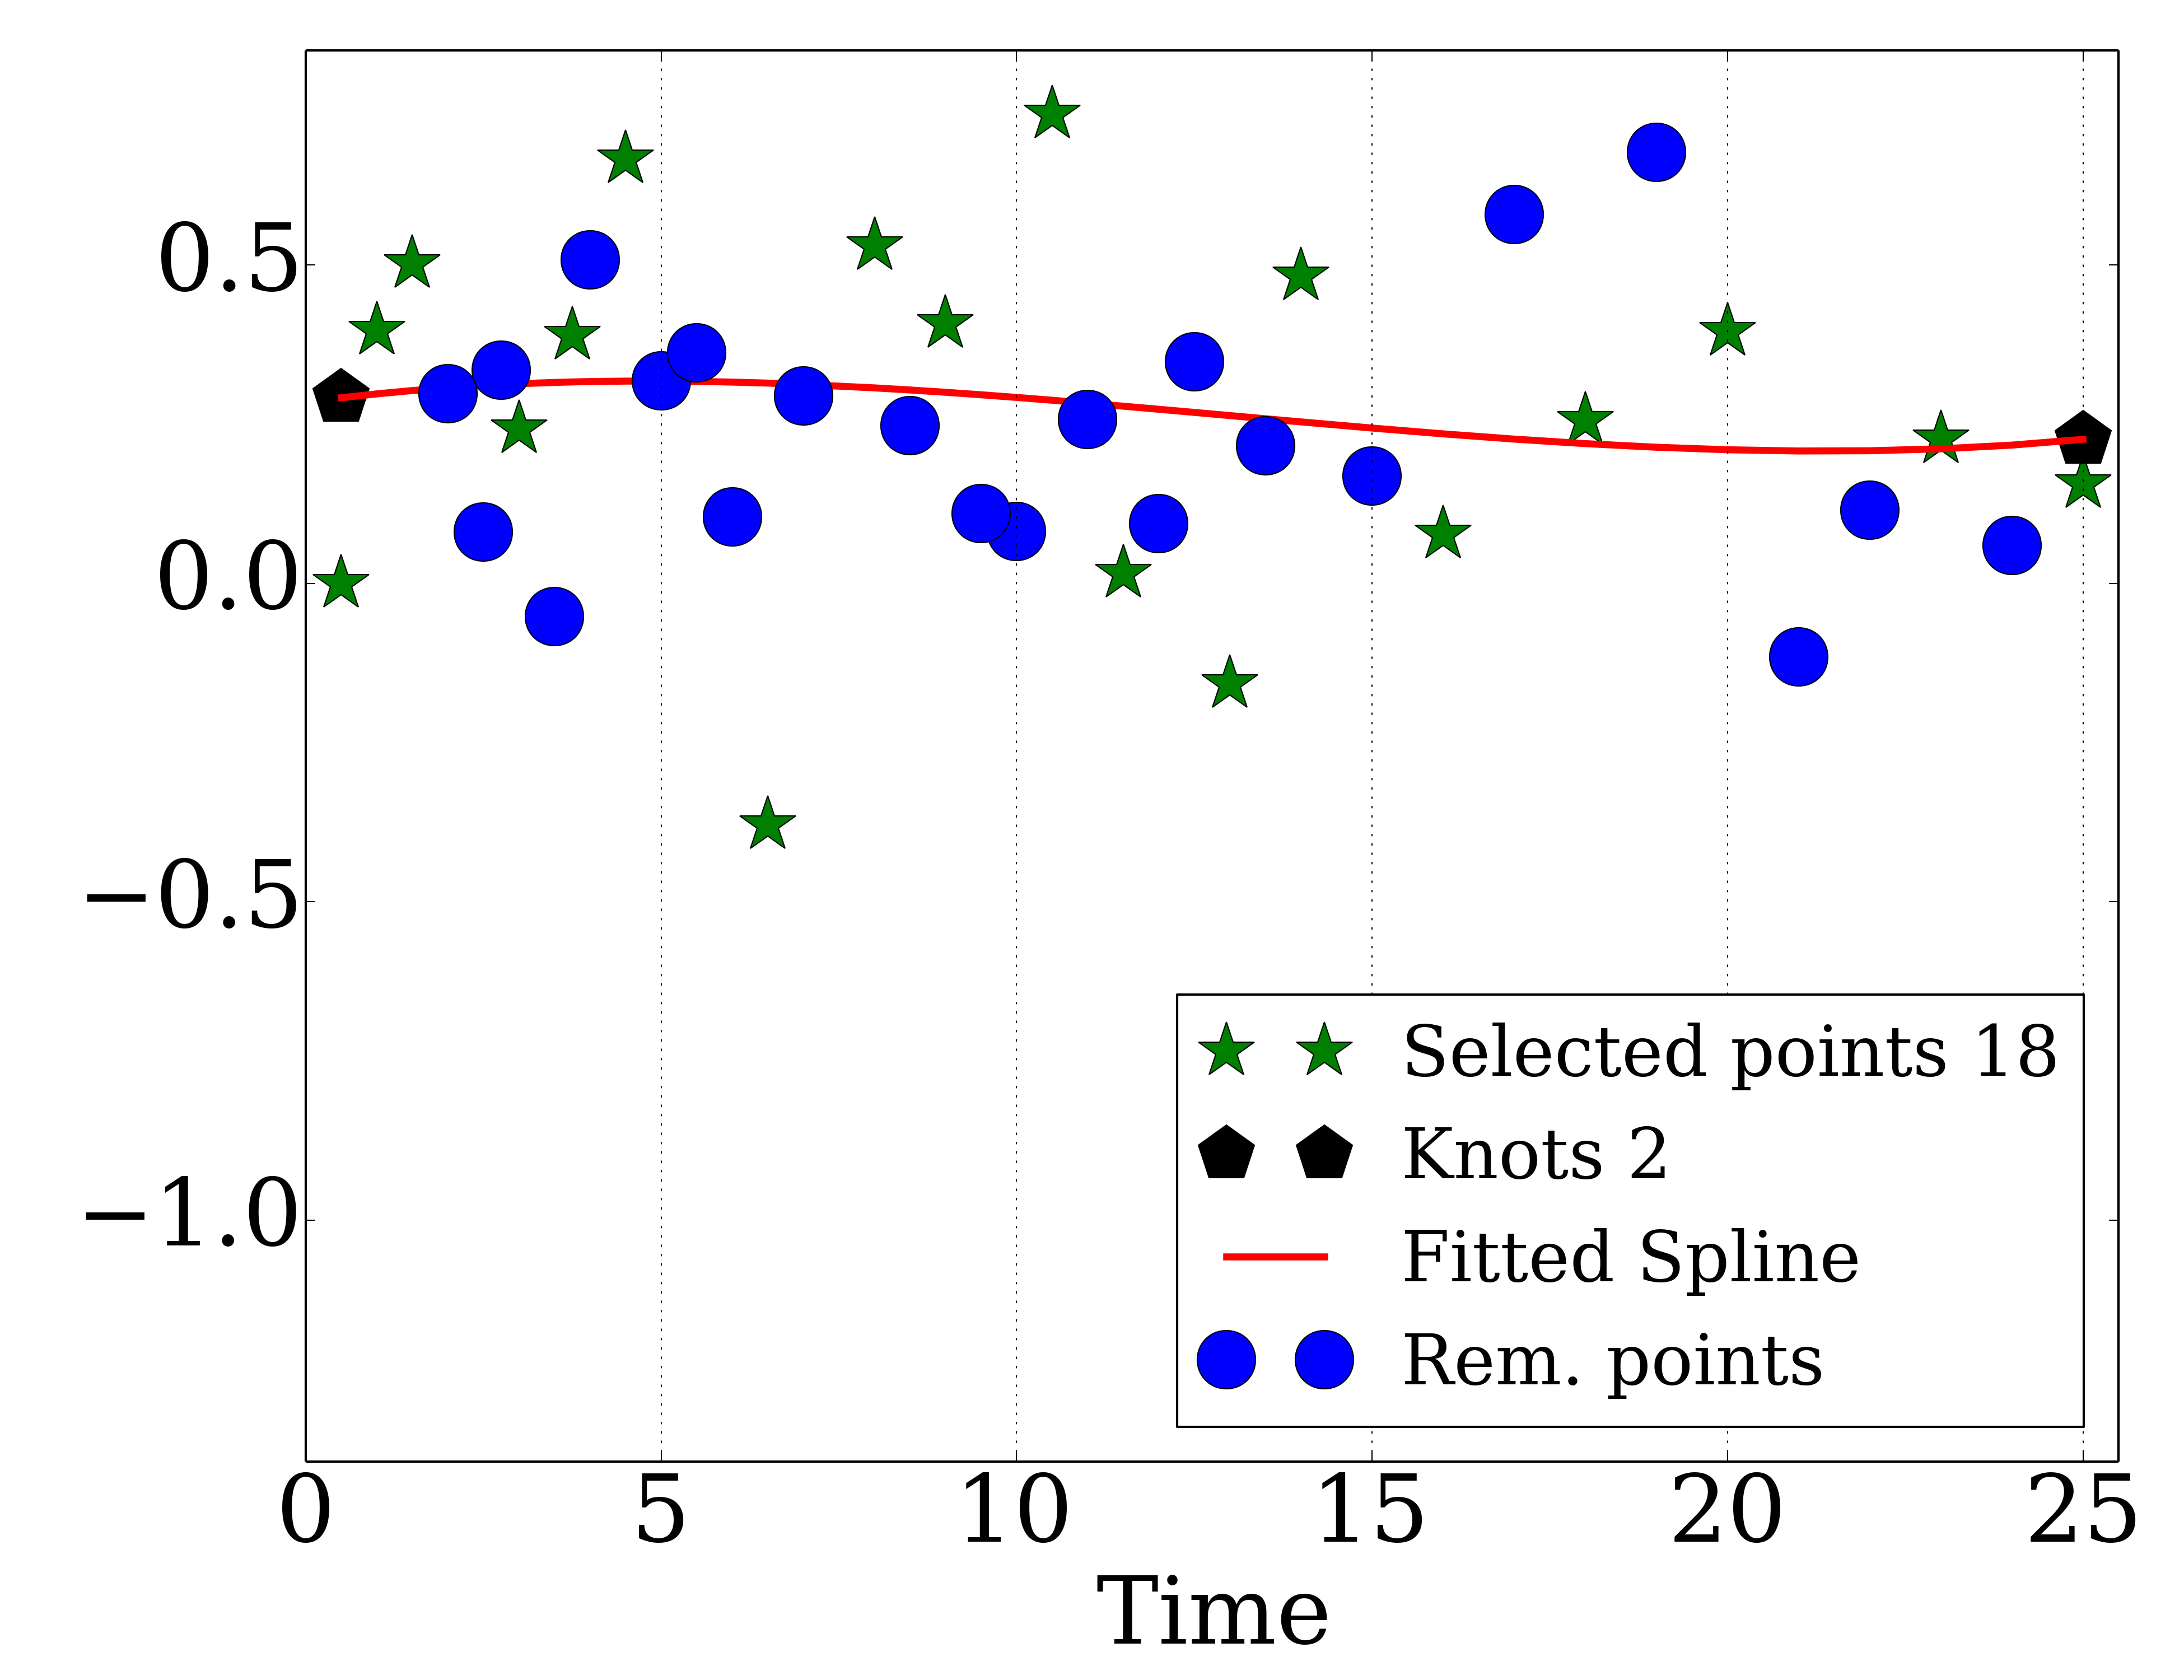 0.5
0.0
−0.5
−1.0
Selected points 18
Knots 2
Fitted Spline
Rem. points
0 5 10 15 20 25
Time